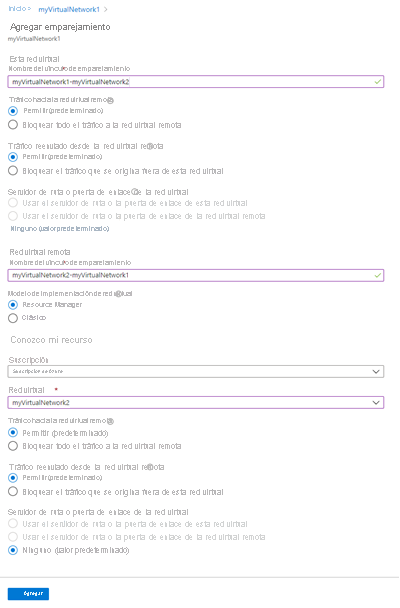 Inicio > myVirtualNetwork1 >
Agregar emparejamiento
myVirtualNetwork1
Esta red virtual
Nombre del vínculo de emparejamiento *
myVirtualNetwork1-myVirtualNetwork2
Tráfico hacia la red virtual remota
Permitir (predeterminado)
Bloquear todo el tráfico a la red virtual remota
Tráfico reenviado desde la red virtual remota
Permitir (predeterminado)
Bloquear el tráfico que se origina fuera de esta red virtual
Servidor de ruta o puerta de enlace de la red virtual
Usar el servidor de ruta o la puerta de enlace de esta red virtual
Usar el servidor de ruta o la puerta de enlace de la red virtual remota
Ninguno (valor predeterminado)
Red virtual remota
Nombre del vínculo de emparejamiento *
myVirtualNetwork2-myVirtualNetwork1
Modelo de implementación de red virtual
Resource Manager
Clásico
Conozco mi recurso
Suscripción
Suscripción de Azure
Red virtual *
myVirtualNetwork2
Tráfico hacia la red virtual remota
Permitir (predeterminado)
Bloquear todo el tráfico a la red virtual remota
Tráfico reenviado desde la red virtual remota
Permitir (predeterminado)
Bloquear el tráfico que se origina fuera de esta red virtual
Servidor de ruta o puerta de enlace de la red virtual
Usar el servidor de ruta o la puerta de enlace de esta red virtual
Usar el servidor de ruta o la puerta de enlace de la red virtual remota
Ninguno (valor predeterminado)
Agregar